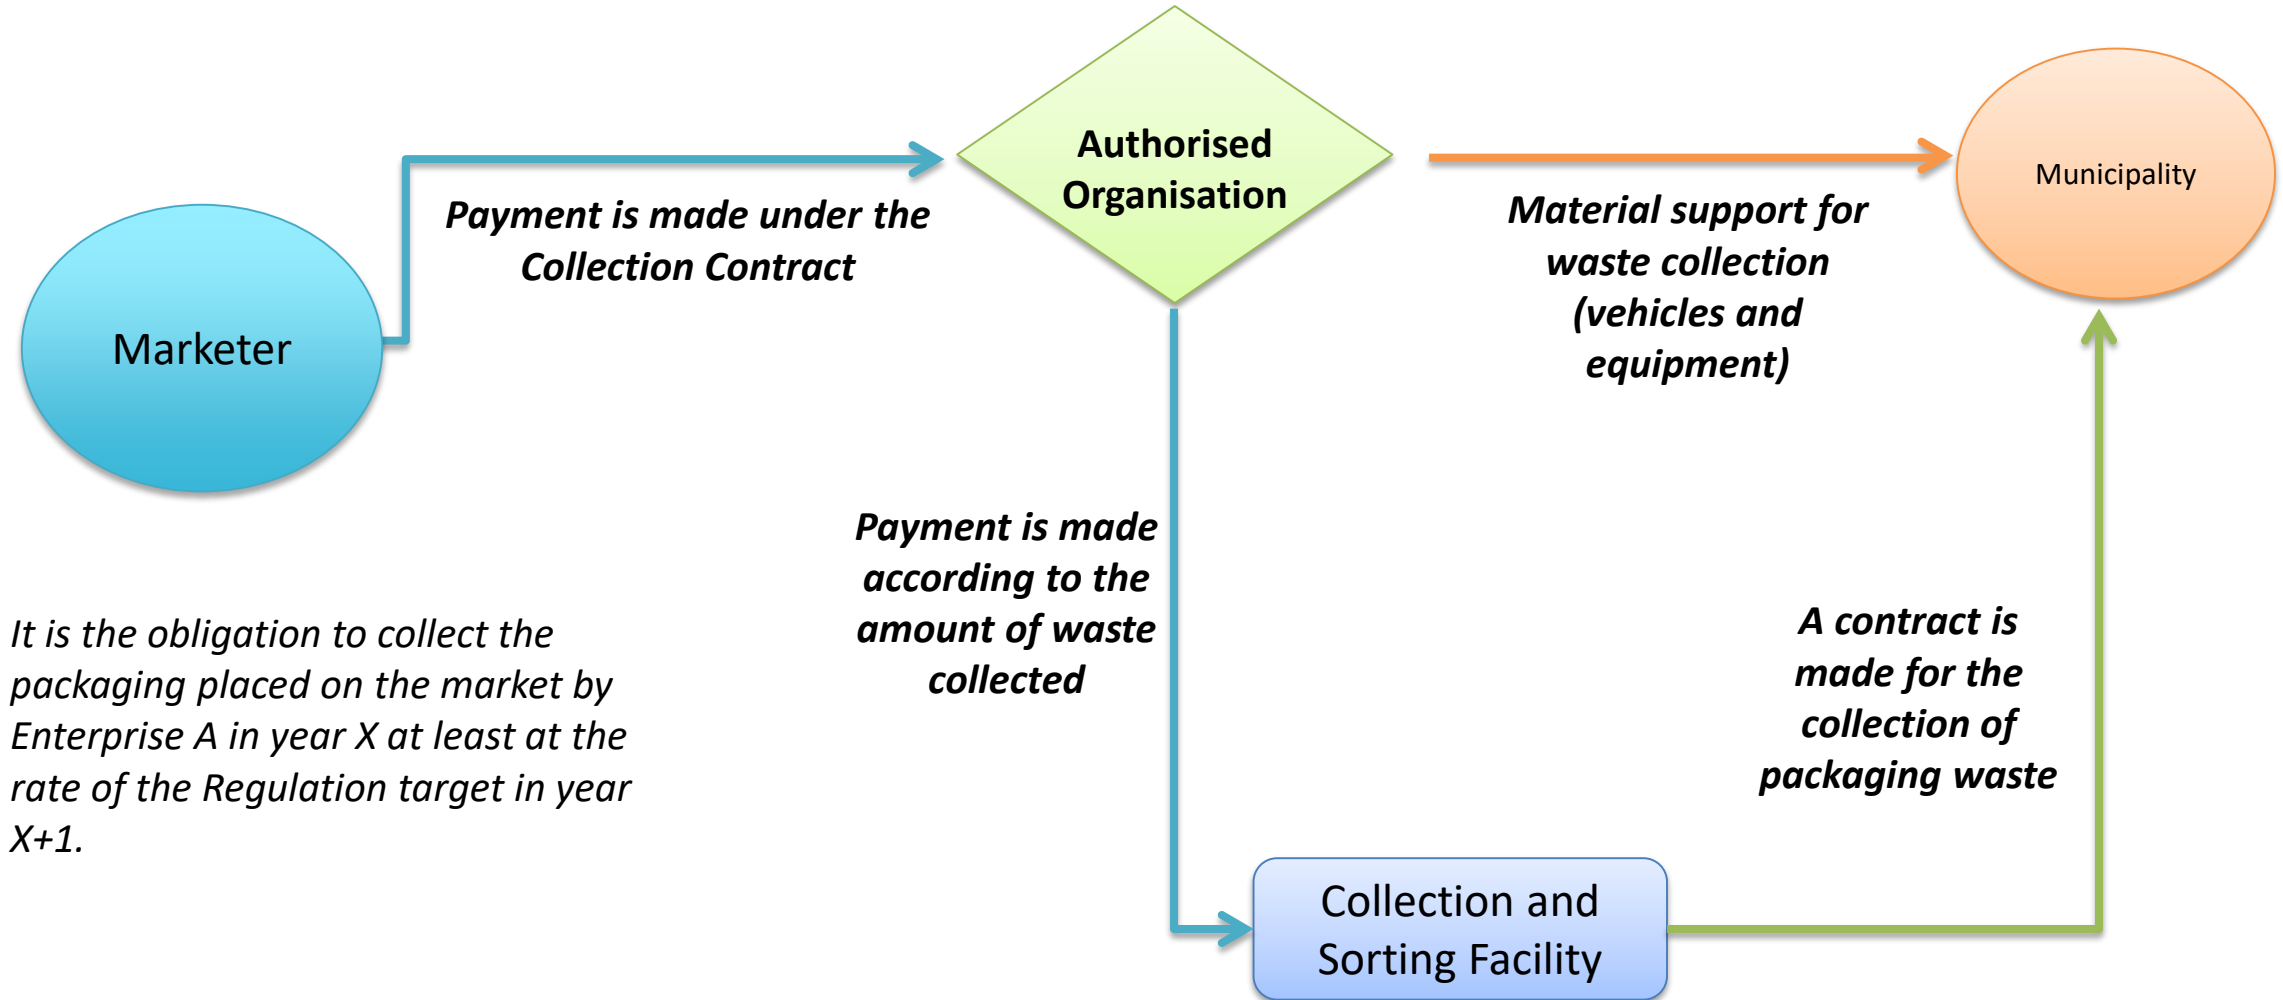 Authorised
Organisation
Municipality
Payment is made under the
Collection Contract
Material support for
waste collection
(vehicles and
equipment)
Marketer
Payment is made
according to the
amount of waste
collected
It is the obligation to collect the
packaging placed on the market by
Enterprise A in year X at least at the
rate of the Regulation target in year
X+1.
A contract is
made for the
collection of
packaging waste
Collection and
Sorting Facility